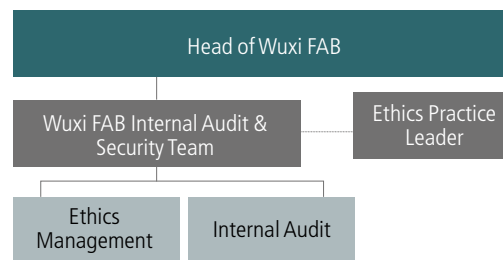 Head of Wuxi FAB
Wuxi FAB Internal Audit &
Security Team
Ethics Practice
Leader
Ethics
Management
Internal Audit